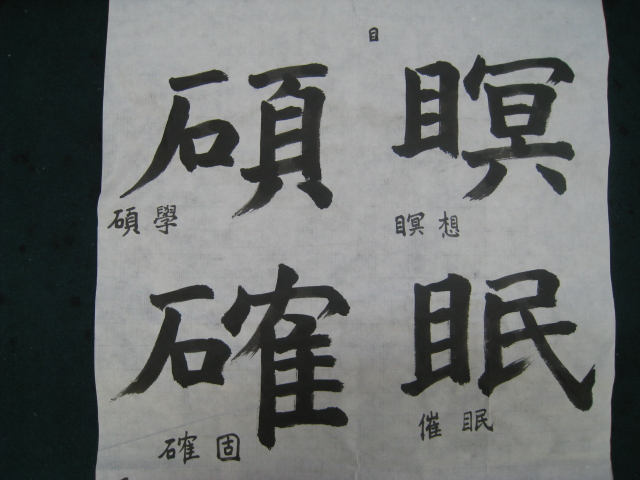 目
碩 瞑
碩學 瞑想
確 眠
確固 催眠